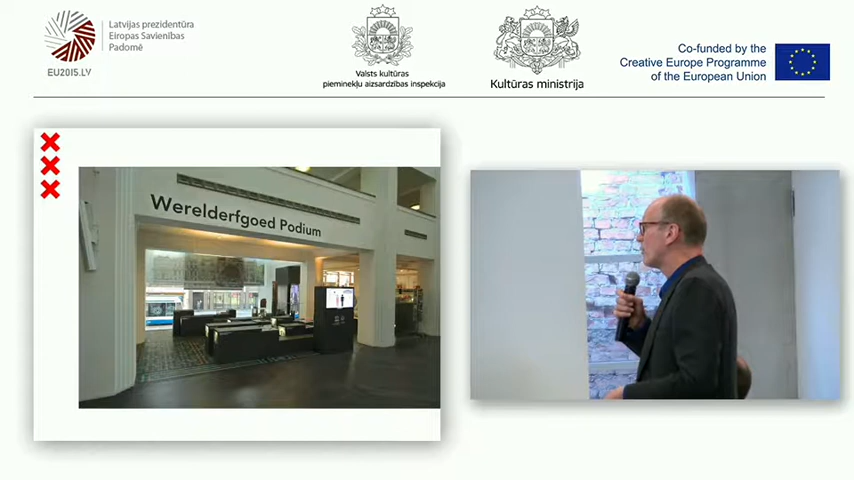 Latvijas prezidentūra
Eiropas Savienības
Padomē
EU2015.LV
Valsts kultūras
pieminekļu aizsardzības inspekcija
Kultūras ministrija
Co-funded by the
Creative Europe Programme
of the European Union
Werelderfgoed Podium